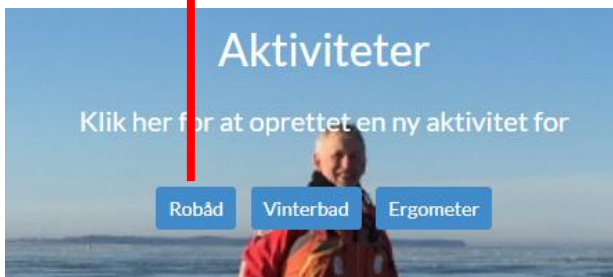 Aktiviteter
Klik her for at oprettet en ny aktivitet for
Robåd Vinterbad Ergometer